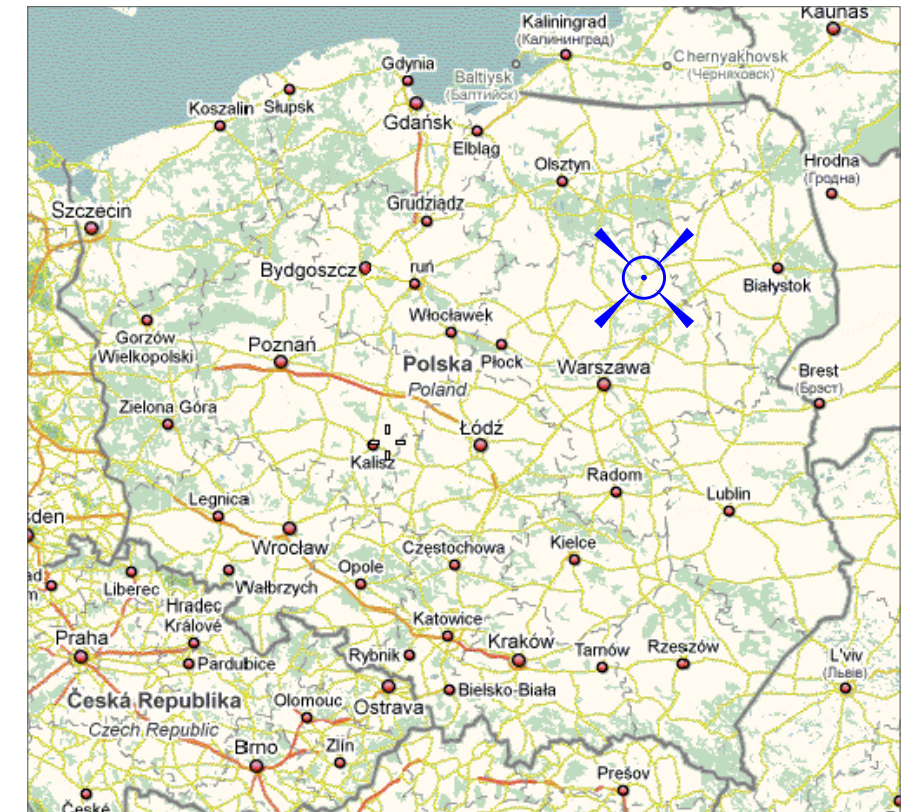 Kaunas
Kaliningrad
(Калининград)
Chernyakhovsk
(Черняховск)
Gdynia
Baltiysk
(Балтийск)
Koszalin
Słupsk
Gdańsk
Elbląg
Olsztyn
Hrodna
(Гродна)
Szczecin
Grudziądz
Bydgoszcz
ruń
Białystok
Włocławek
Gorzów
Wielkopolski
Poznań
Polska
Poland
Płock
Warszawa
Brest
(Брэст)
Zielona Góra
Łódź
Kalisz
Radom
Lublin
Legnica
sden
Wrocław
Częstochowa
Kielce
Opole
Wałbrzych
Liberec
ad
m
Hradec
Králové
Katowice
Kraków
Tarnów
Rzeszów
Praha
Pardubice
Rybnik
L'viv
(Львів)
Bielsko-Biała
Česká Republika
Czech Republic
Olomouc
Ostrava
Brno
Zlín
Prešov
České